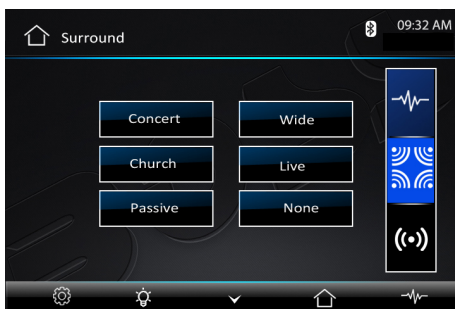 Surround
09:32 AM
Concert
Wide
Church
Live
Passive
None